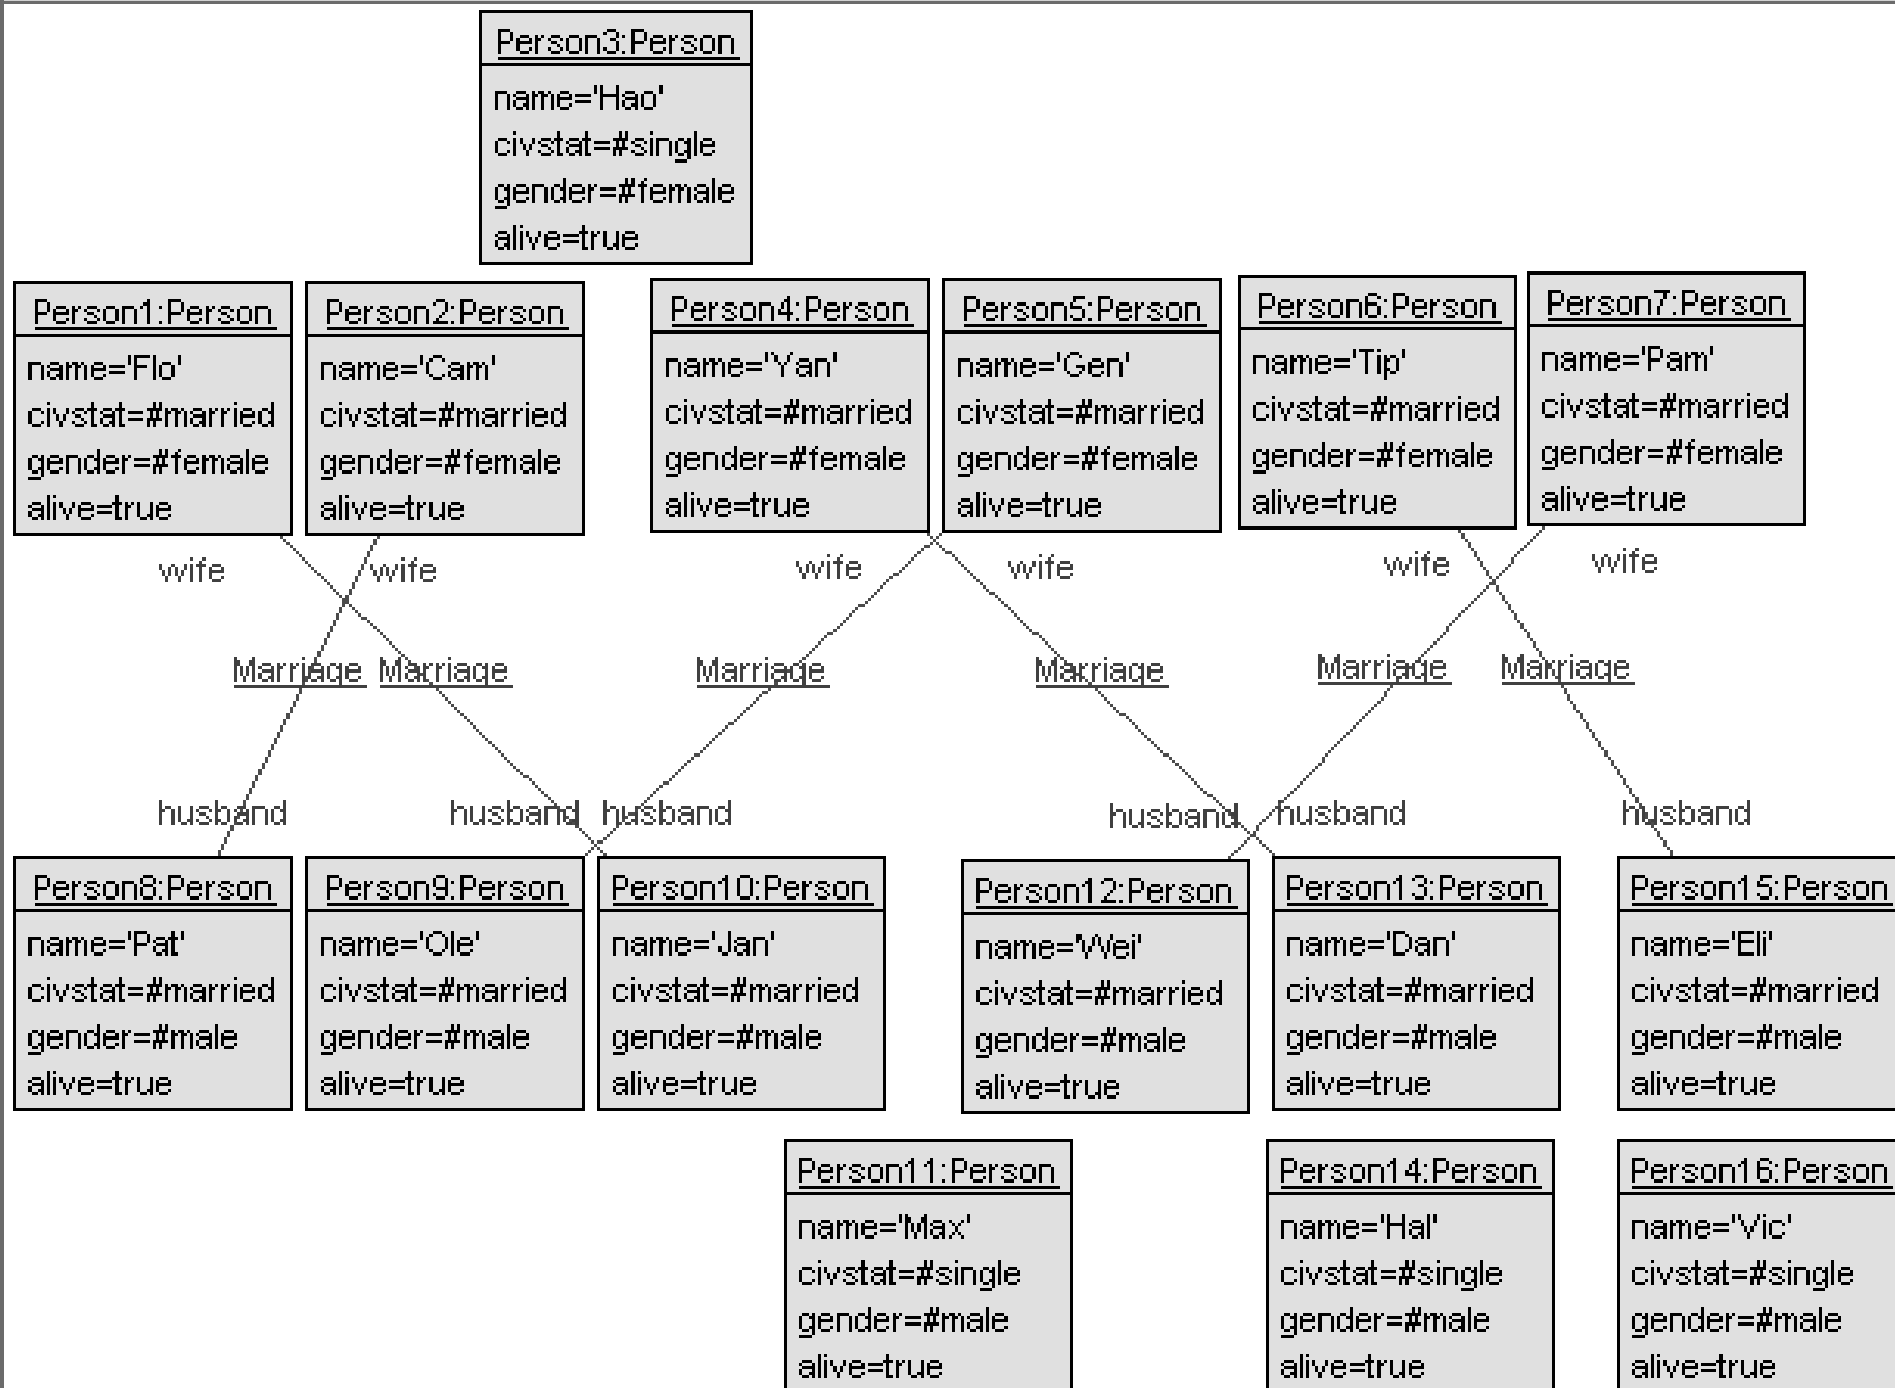 Person3:Person
name='Hao'
civstat=#single
gender=#female
alive=true
Person1:Person
name='Flo'
civstat=#married
gender=#female
alive=true
Person2:Person
name='Cam'
civstat=#married
gender=#female
alive=true
Person4:Person
name='Yan'
civstat=#married
gender=#female
alive=true
Person5:Person
name='Gen'
civstat=#married
gender=#female
alive=true
Person6:Person
name='Tip'
civstat=#married
gender=#female
alive=true
Person7:Person
name='Pam'
civstat=#married
gender=#female
alive=true
wife
wife
wife
wife
wife
wife
Marriage
Marriage
Marriage
Marriage
Marriage
Marriage
husband
husband
husband
husband
husband
husband
Person8:Person
name='Pat'
civstat=#married
gender=#male
alive=true
Person9:Person
name='Ole'
civstat=#married
gender=#male
alive=true
Person10:Person
name='Jan'
civstat=#married
gender=#male
alive=true
Person12:Person
name='Wei'
civstat=#married
gender=#male
alive=true
Person13:Person
name='Dan'
civstat=#married
gender=#male
alive=true
Person15:Person
name='Eli'
civstat=#married
gender=#male
alive=true
Person11:Person
name='Max'
civstat=#single
gender=#male
alive=true
Person14:Person
name='Hal'
civstat=#single
gender=#male
alive=true
Person16:Person
name='Vic'
civstat=#single
gender=#male
alive=true